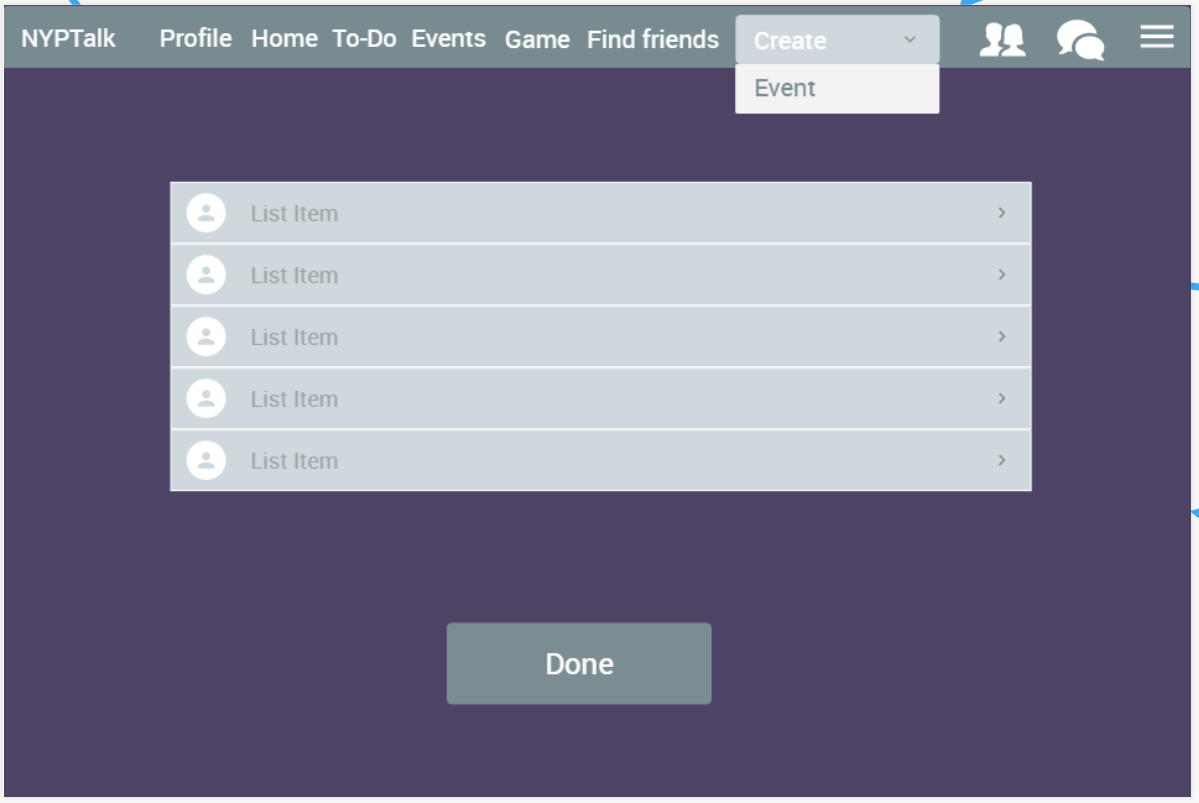 NYPTalk Profile Home To-Do Events Game Find friends Create
Event
List Item
List Item
List Item
List Item
List Item
Done